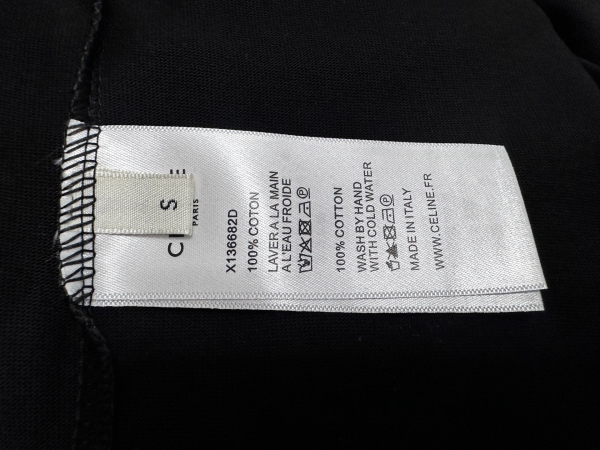 S
PARIS
X136682D
100% COTON
LAVER A LA MAIN
A L'EAU FROIDE
100% COTTON
WASH BY HAND
WITH COLD WATER
MADE IN ITALY
WWW.CELINE.FR